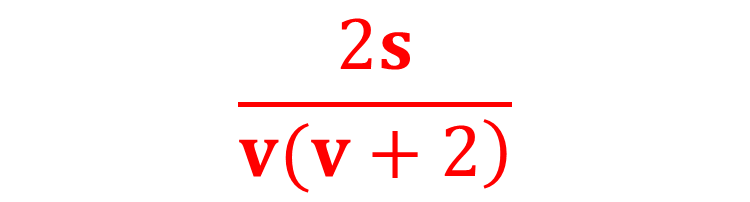 2s
v(v + 2)